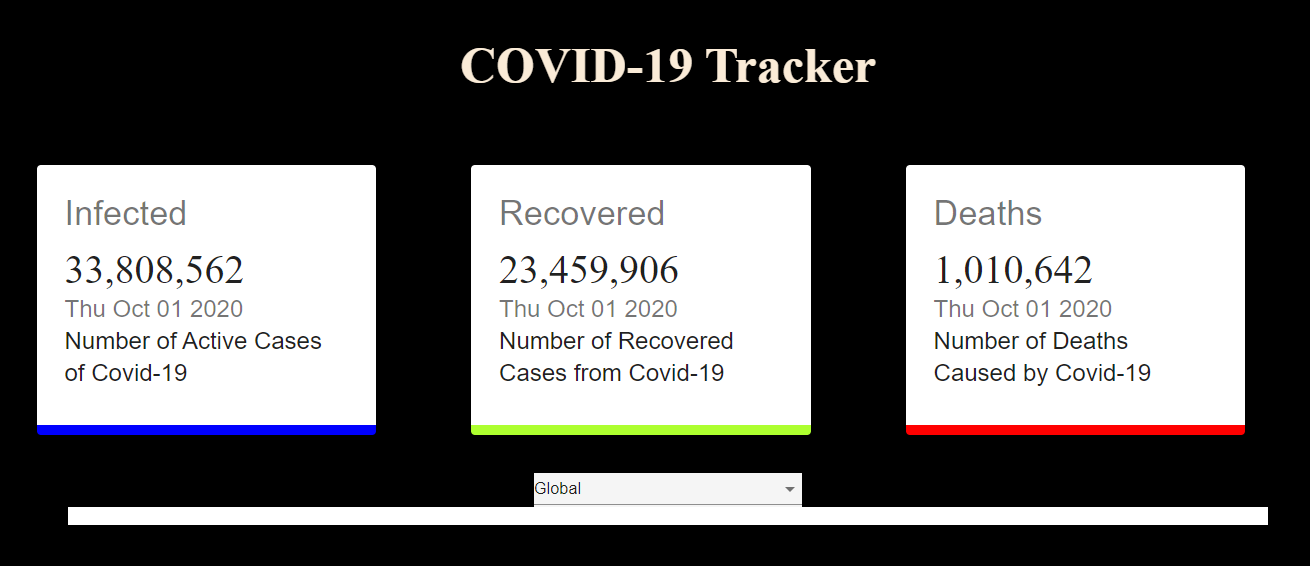 COVID-19 Tracker
Infected
33,808,562
Thu Oct 01 2020
Number of Active Cases
of Covid-19
Recovered
23,459,906
Thu Oct 01 2020
Number of Recovered
Cases from Covid-19
Deaths
1,010,642
Thu Oct 01 2020
Number of Deaths
Caused by Covid-19
Global